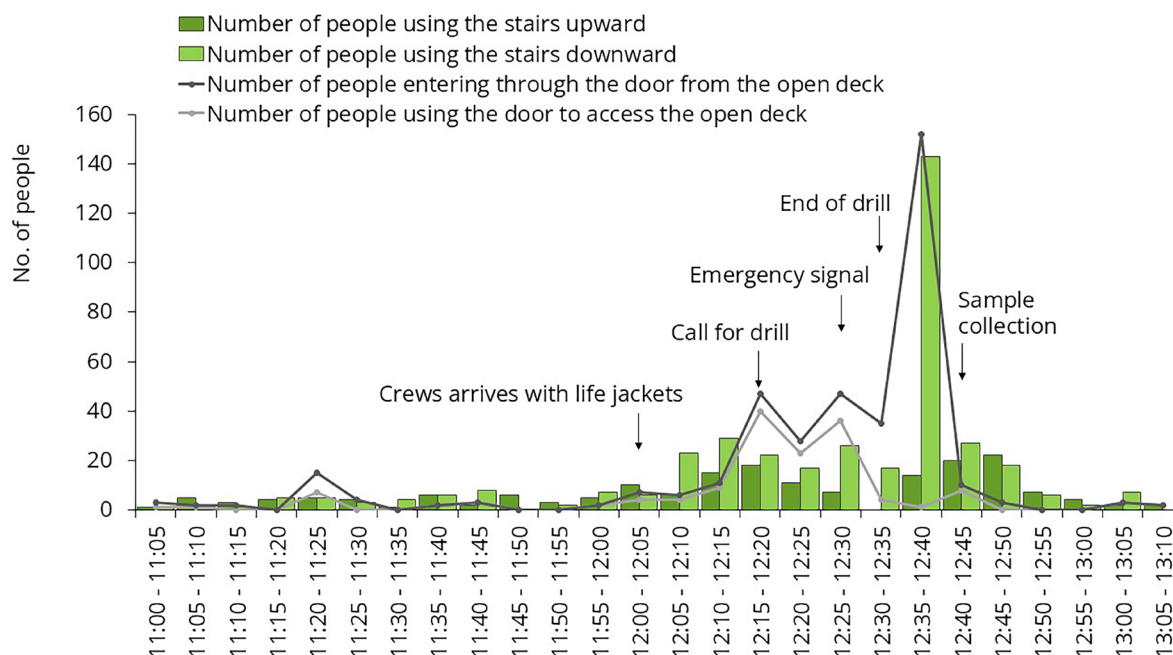 Number of people using the stairs upward
Number of people using the stairs downward
Number of people entering through the door from the open deck
Number of people using the door to access the open deck
No. of people
160
140
120
100
80
60
40
20
0
End of drill
Emergency signal
Sample
collection
Call for drill
Crews arrives with life jackets
11:00 - 11:05
11:05 - 11:10
11:10 - 11:15
11:15 - 11:20
11:20 - 11:25
11:25 - 11:30
11:30 - 11:35
11:35 - 11:40
11:40 - 11:45
11:45 - 11:50
11:50 - 11:55
11:55 - 12:00
12:00 - 12:05
12:05 - 12:10
12:10 - 12:15
12:15 - 12:20
12:20 - 12:25
12:25 - 12:30
12:30 - 12:35
12:35 - 12:40
12:40 - 12:45
12:45 - 12:50
12:50 - 12:55
12:55 - 13:00
13:00 - 13:05
13:05 - 13:10